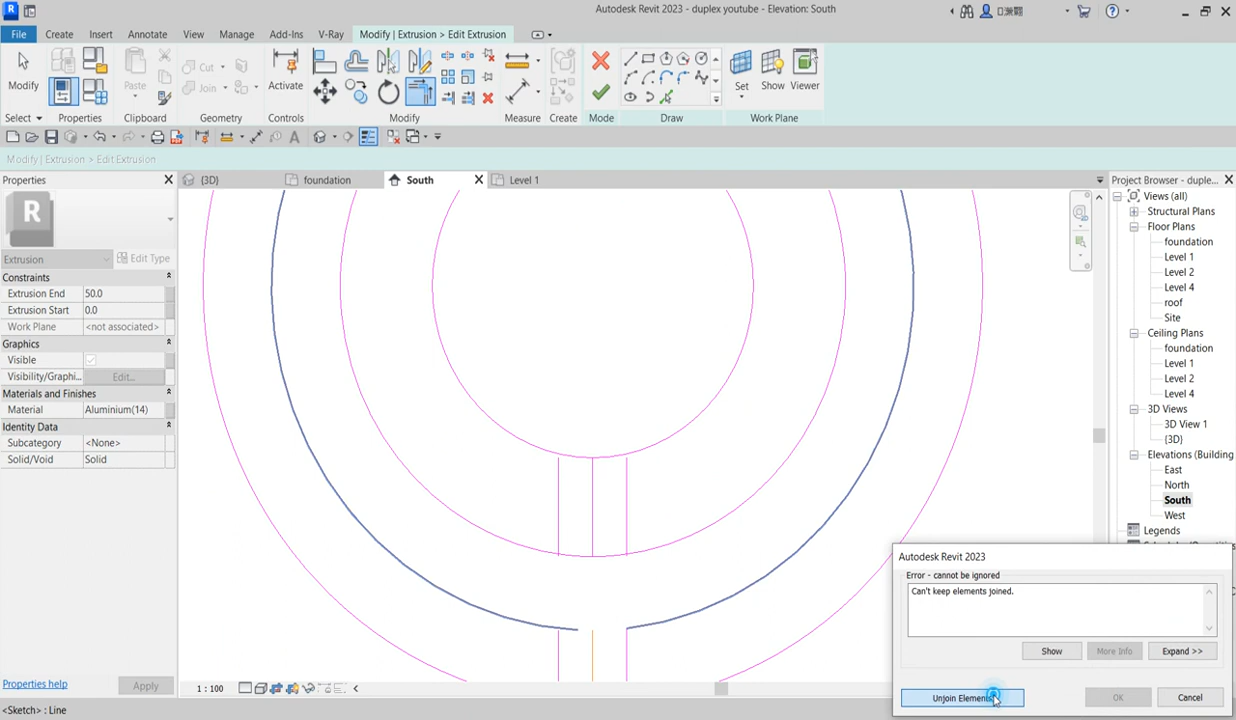 Autodesk Revit 2023 - duplex youtube - Elevation: South
File Create Insert Annotate View Manage Add-Ins V-Ray Modify | Extrusion > Edit Extrusion
Modify Paste Cut Join Activate Create Set Show Viewer
Select Properties Clipboard Geometry Controls Modify Measure Create Mode Draw Work Plane
Modify | Extrusion > Edit Extrusion
Properties
{3D} foundation South Level 1
Project Browser - duple...
R
Extrusion Edit Type
Constraints
Extrusion End 50.0
Extrusion Start 0.0
Work Plane <not associated>
Graphics
Visible
Visibility/Graphi... Edit...
Materials and Finishes
Material Aluminium(14)
Identity Data
Subcategory <None>
Solid/Void Solid
Properties help Apply
Views (all)
Structural Plans
Floor Plans
foundation
Level 1
Level 2
Level 4
roof
Site
Ceiling Plans
foundation
Level 1
Level 2
Level 4
3D Views
3D View 1
{3D}
Elevations (Building
East
North
South
West
Legends
Autodesk Revit 2023
Error - cannot be ignored
Can't keep elements joined.
Show More Info Expand >>
Unjoin Elements OK Cancel
1 : 100
<Sketch> : Line